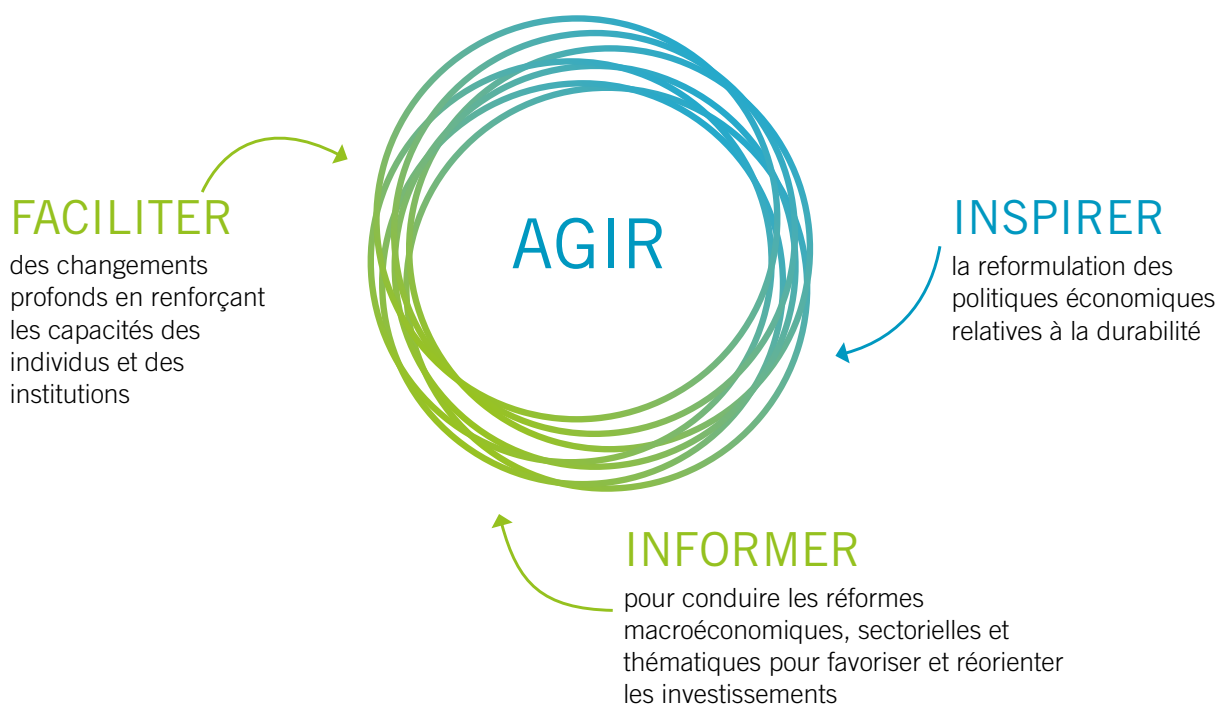 AGIR
FACILITER
des changements
profonds en renforçant
les capacités des
individus et des
institutions
INSPIRER
la reformulation des
politiques économiques
relatives à la durabilité
INFORMER
pour conduire les réformes
macroéconomiques, sectorielles et
thématiques pour favoriser et réorienter
les investissements